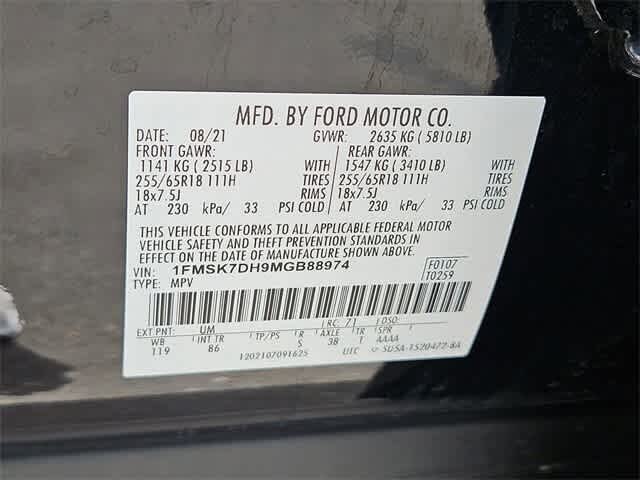 MFD. BY FORD MOTOR CO.
DATE: 08/21 GVWR: 2635 KG ( 5810 LB)
FRONT GAWR: REAR GAWR:
1141 KG ( 2515 LB) WITH 1547 KG ( 3410 LB) WITH
255/65R18 111H TIRES 255/65R18 111H TIRES
18x7.5J RIMS 18x7.5J RIMS
AT 230 kPa/ 33 PSI COLD AT 230 kPa/ 33 PSI COLD
THIS VEHICLE CONFORMS TO ALL APPLICABLE FEDERAL MOTOR
VEHICLE SAFETY AND THEFT PREVENTION STANDARDS IN
EFFECT ON THE DATE OF MANUFACTURE SHOWN ABOVE.
VIN: 1FMSK7DH9MGB88974 F0107
TYPE: MPV T0259
EXT PNT: UM RC: 71 DSO:
WB INT TR TP/PS R AXLE TR SPR
119 86 S 38 T AAAA
1202107091625 UTC 5U5A-1520472-BA